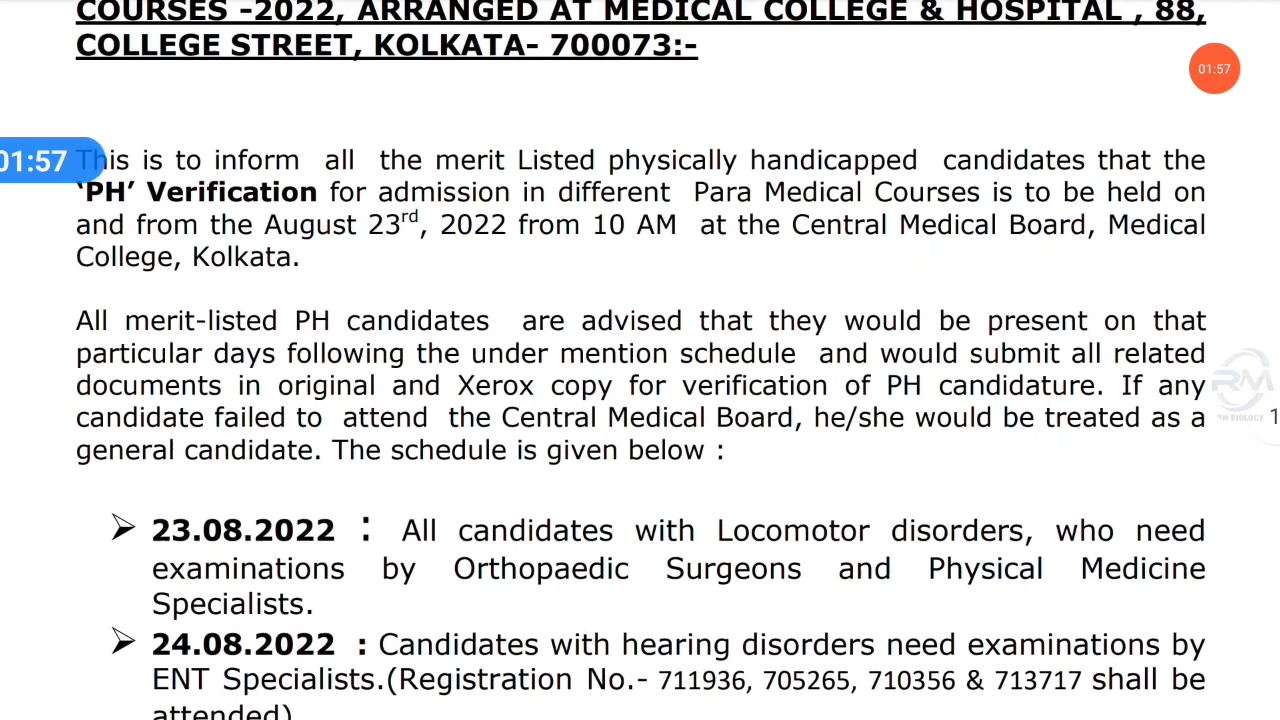 COURSES -2022, ARRANGED AT MEDICAL COLLEGE & HOSPITAL , 88,
COLLEGE STREET, KOLKATA- 700073:-
01:57
01:57
This is to inform all the merit Listed physically handicapped candidates that the
‘PH’ Verification for admission in different Para Medical Courses is to be held on
and from the August 23rd, 2022 from 10 AM at the Central Medical Board, Medical
College, Kolkata.
All merit-listed PH candidates are advised that they would be present on that
particular days following the under mention schedule and would submit all related
documents in original and Xerox copy for verification of PH candidature. If any
candidate failed to attend the Central Medical Board, he/she would be treated as a
general candidate. The schedule is given below :
RM
RM BIOLOGY
1
➢ 23.08.2022 : All candidates with Locomotor disorders, who need
examinations by Orthopaedic Surgeons and Physical Medicine
Specialists.
➢ 24.08.2022 : Candidates with hearing disorders need examinations by
ENT Specialists.(Registration No.- 711936, 705265, 710356 & 713717 shall be
attended)